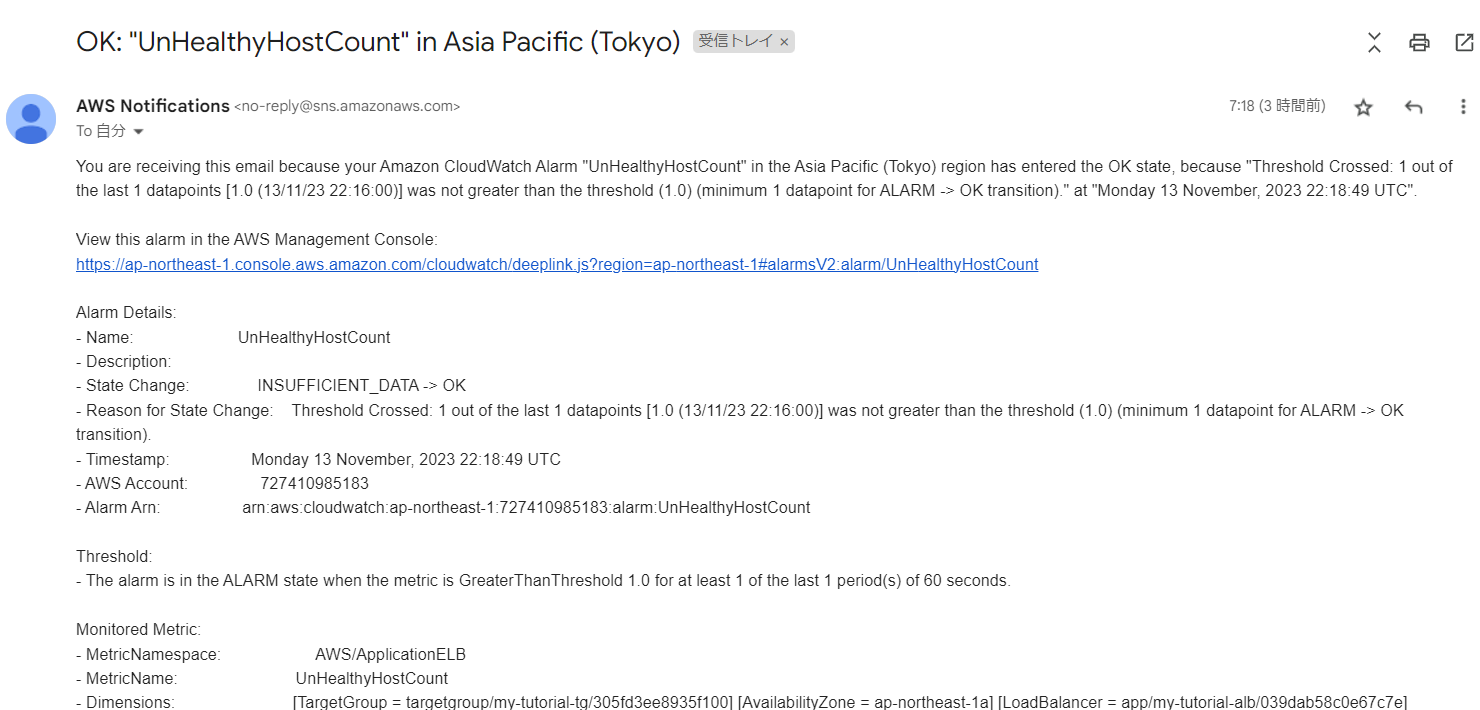 OK: "UnHealthyHostCount" in Asia Pacific (Tokyo) 受信トレイ ×
AWS Notifications <no-reply@sns.amazonaws.com> 7:18 (3 時間前)
To 自分
You are receiving this email because your Amazon CloudWatch Alarm "UnHealthyHostCount" in the Asia Pacific (Tokyo) region has entered the OK state, because "Threshold Crossed: 1 out of
the last 1 datapoints [1.0 (13/11/23 22:16:00)] was not greater than the threshold (1.0) (minimum 1 datapoint for ALARM -> OK transition)." at "Monday 13 November, 2023 22:18:49 UTC".
View this alarm in the AWS Management Console:
https://ap-northeast-1.console.aws.amazon.com/cloudwatch/deeplink.js?region=ap-northeast-1#alarmsV2:alarm/UnHealthyHostCount
Alarm Details:
- Name: UnHealthyHostCount
- Description:
- State Change: INSUFFICIENT_DATA -> OK
- Reason for State Change: Threshold Crossed: 1 out of the last 1 datapoints [1.0 (13/11/23 22:16:00)] was not greater than the threshold (1.0) (minimum 1 datapoint for ALARM -> OK
transition).
- Timestamp: Monday 13 November, 2023 22:18:49 UTC
- AWS Account: 727410985183
- Alarm Arn: arn:aws:cloudwatch:ap-northeast-1:727410985183:alarm:UnHealthyHostCount
Threshold:
- The alarm is in the ALARM state when the metric is GreaterThanThreshold 1.0 for at least 1 of the last 1 period(s) of 60 seconds.
Monitored Metric:
- MetricNamespace: AWS/ApplicationELB
- MetricName: UnHealthyHostCount
- Dimensions: [TargetGroup = targetgroup/my-tutorial-tg/305fd3ee8935f100] [AvailabilityZone = ap-northeast-1a] [LoadBalancer = app/my-tutorial-alb/039dab58c0e67c7e]